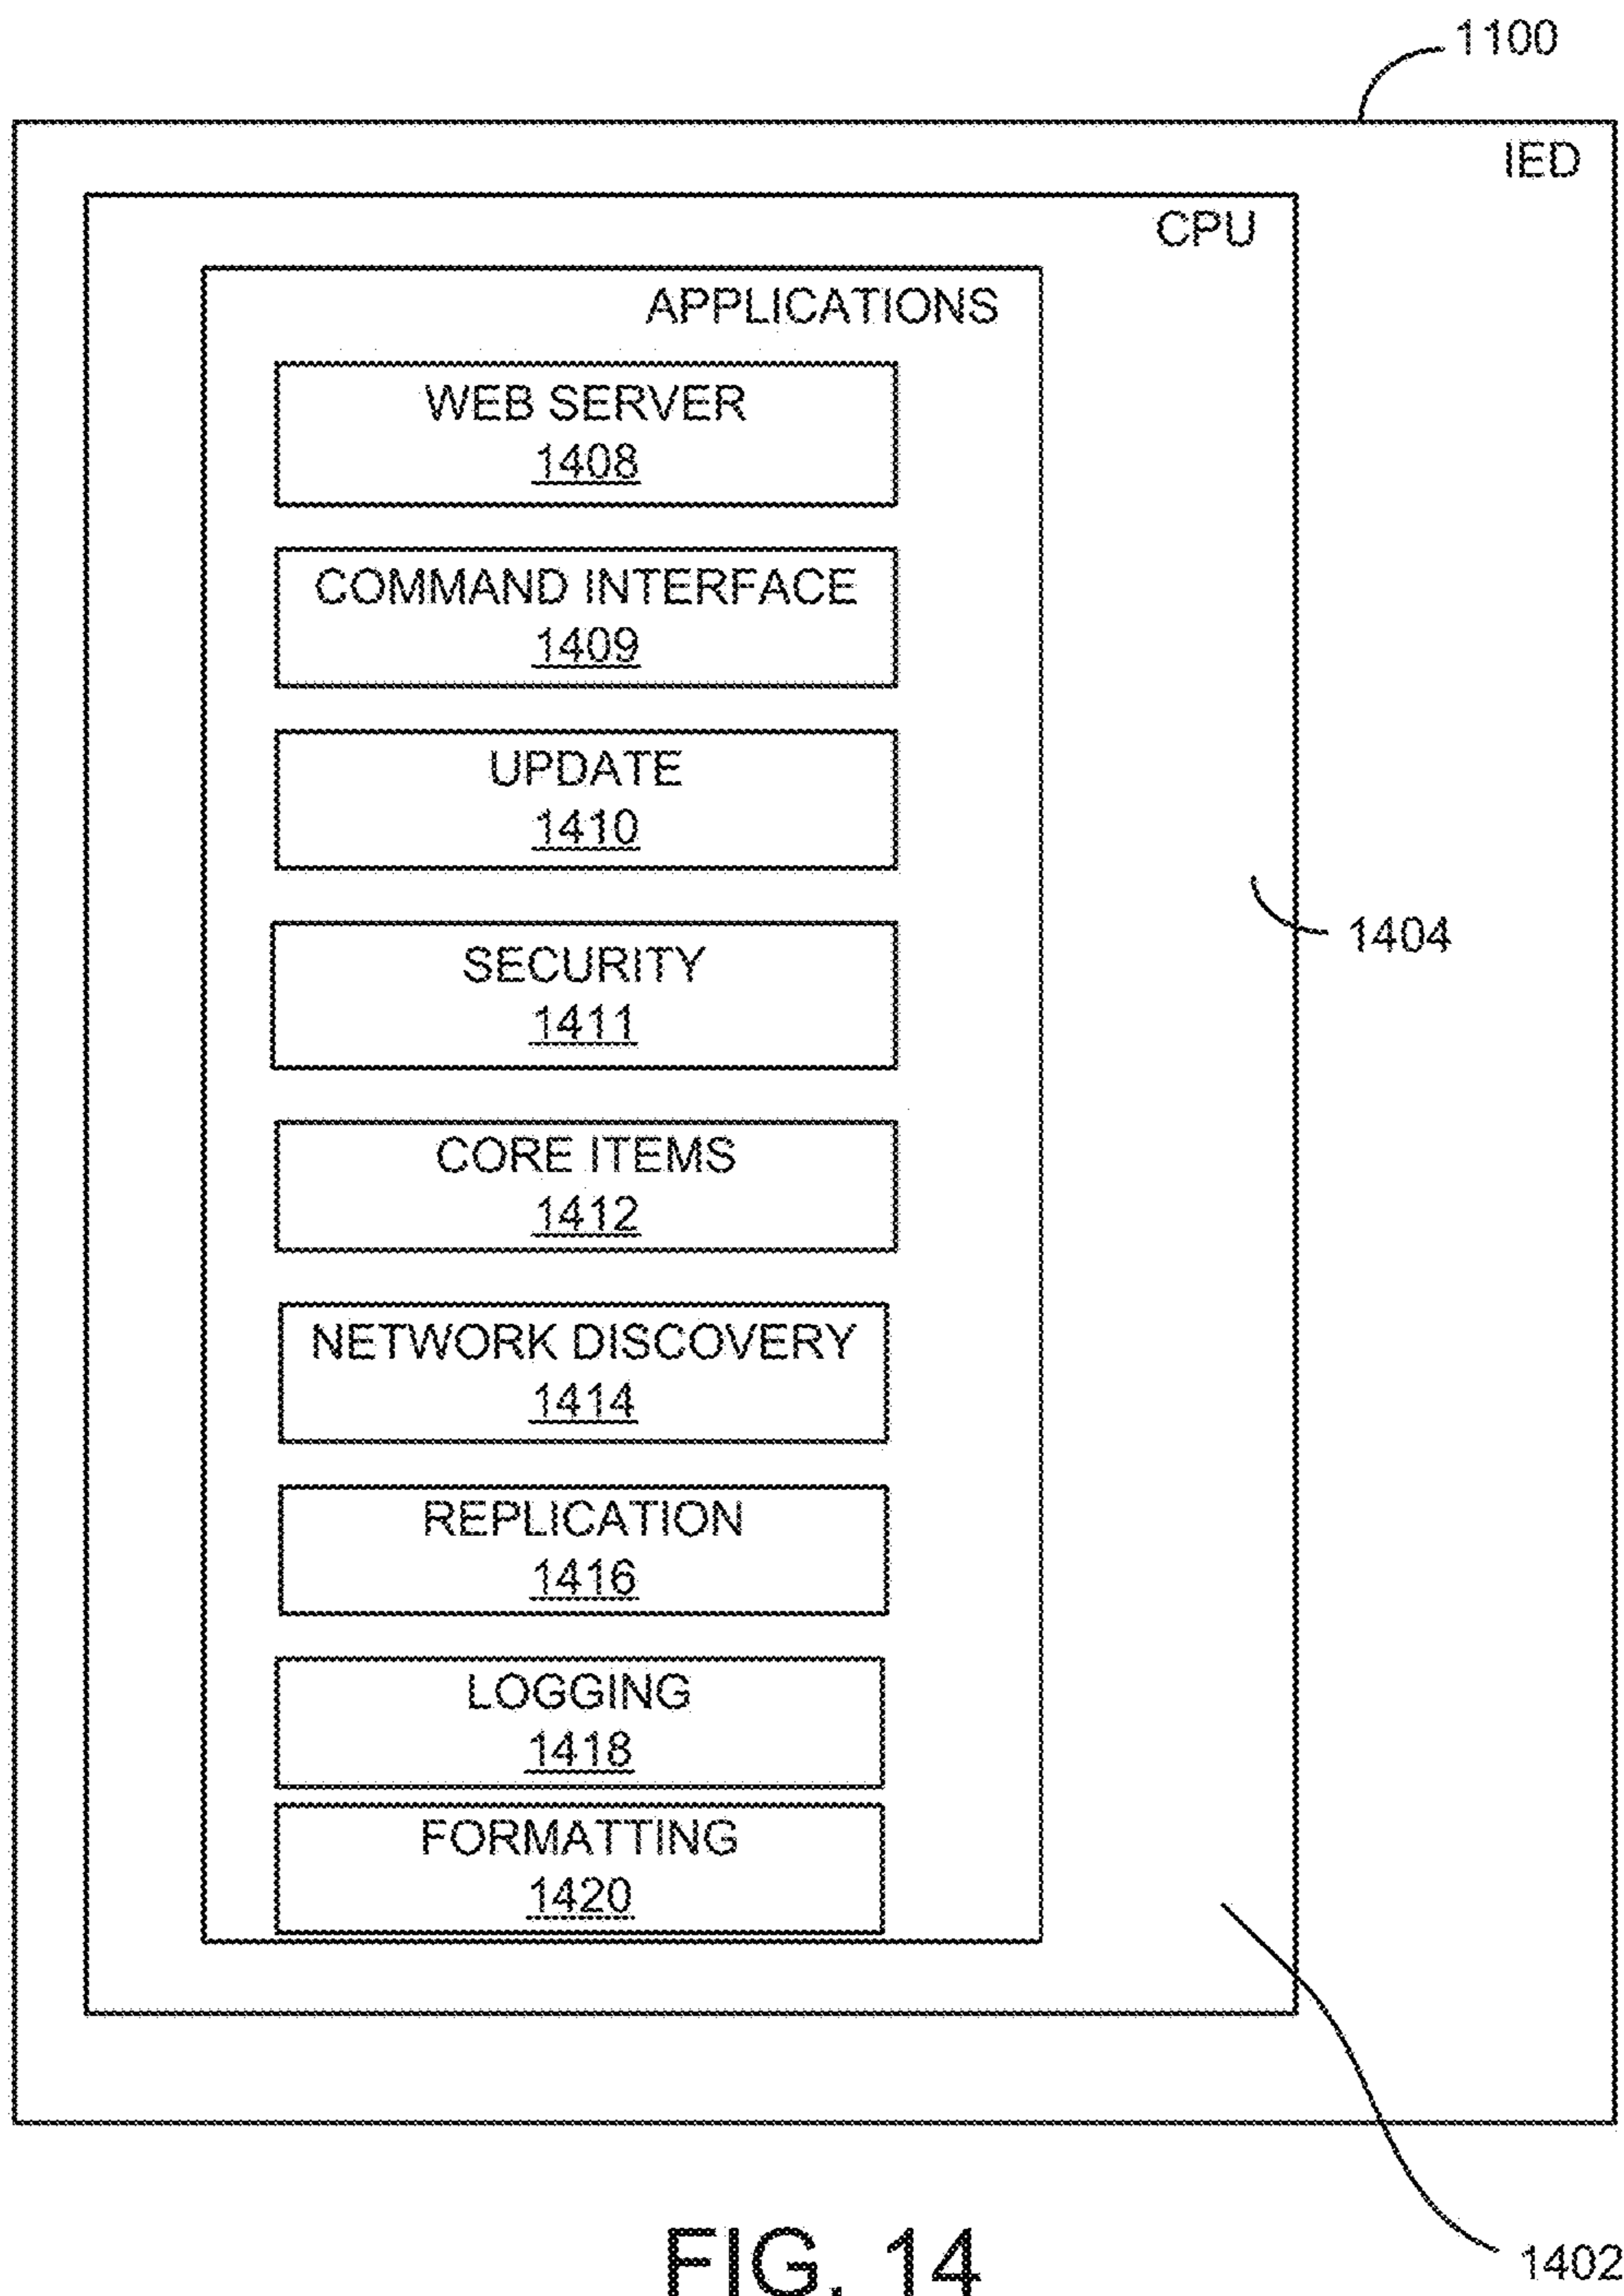 1100
IED
CPU
APPLICATIONS
WEB SERVER
1408
COMMAND INTERFACE
1409
UPDATE
1410
1404
SECURITY
1411
CORE ITEMS
1412
NETWORK DISCOVERY
1414
REPLICATION
1416
LOGGING
1418
FORMATTING
1420
1402
FIG. 14